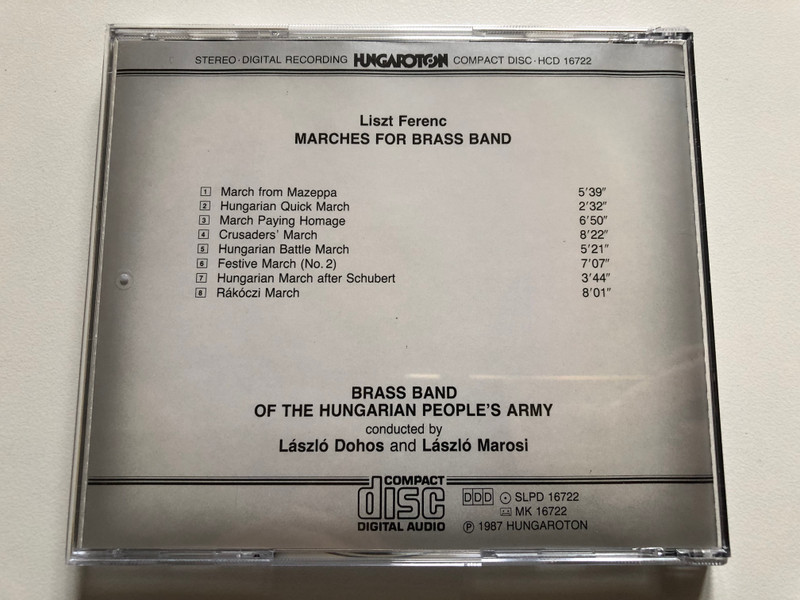 STEREO · DIGITAL RECORDING HUNGAROTON COMPACT DISC · HCD 16722
Liszt Ferenc
MARCHES FOR BRASS BAND
1 March from Mazeppa 5′39″
2 Hungarian Quick March 2′32″
3 March Paying Homage 6′50″
4 Crusaders' March 8′22″
5 Hungarian Battle March 5′21″
6 Festive March (No. 2) 7′07″
7 Hungarian March after Schubert 3′44″
8 Rákóczi March 8′01″
BRASS BAND
OF THE HUNGARIAN PEOPLE'S ARMY
conducted by
László Dohos and László Marosi
COMPACT
disc
DIGITAL AUDIO
DDD SLPD 16722
MK 16722
℗ 1987 HUNGAROTON